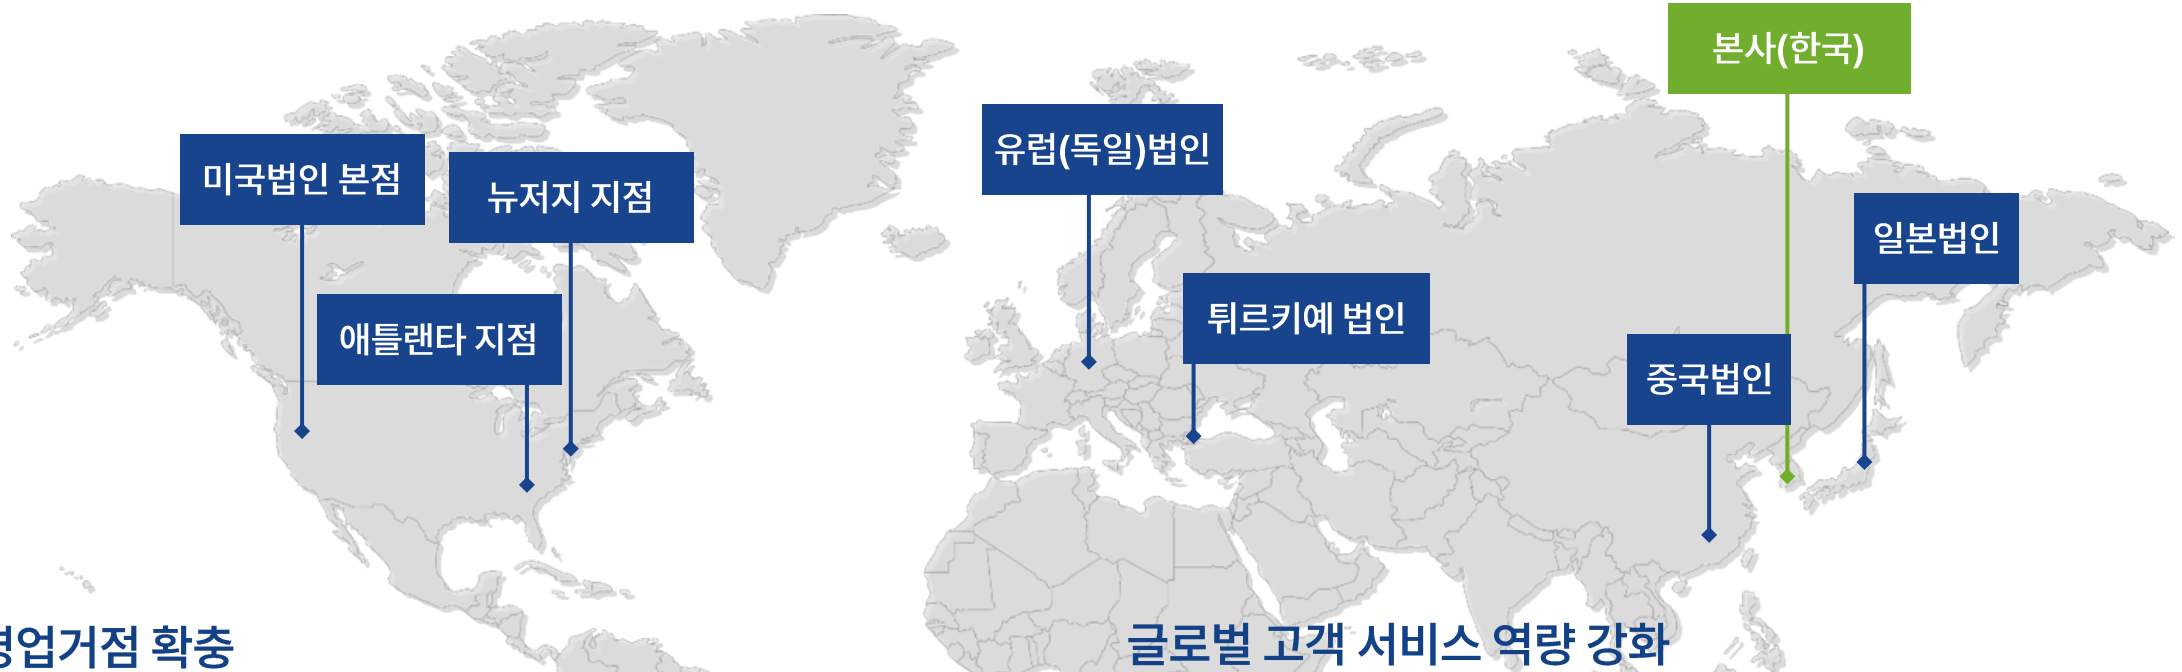 본사(한국)
유럽(독일)법인
미국법인 본점
뉴저지 지점
일본법인
튀르키예 법인
애틀랜타 지점
중국법인
영업거점 확충
글로벌 고객 서비스 역량 강화